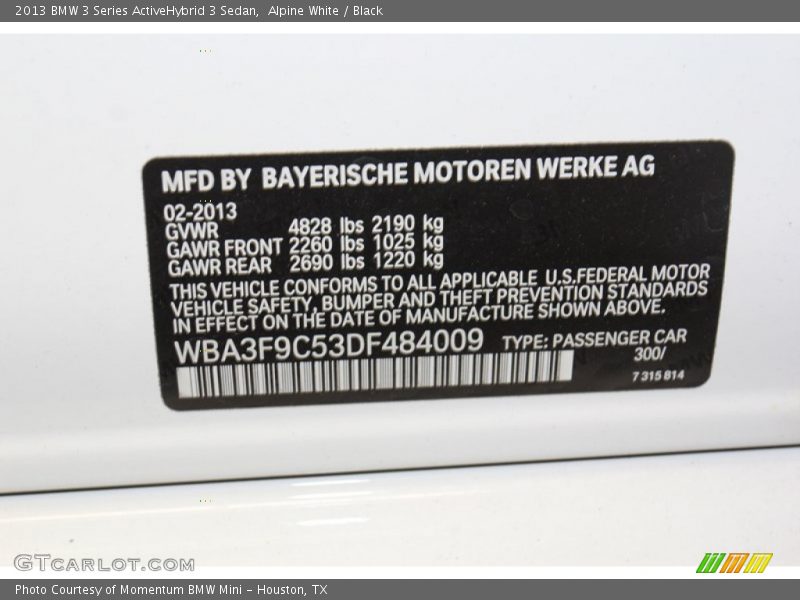 2013 BMW 3 Series ActiveHybrid 3 Sedan,  Alpine White / Black
MFD BY BAYERISCHE MOTOREN WERKE AG
02-2013
GVWR 4828 lbs 2190 kg
GAWR FRONT 2260 lbs 1025 kg
GAWR REAR 2690 lbs 1220 kg
THIS VEHICLE CONFORMS TO ALL APPLICABLE U.S.FEDERAL MOTOR
VEHICLE SAFETY, BUMPER AND THEFT PREVENTION STANDARDS
IN EFFECT ON THE DATE OF MANUFACTURE SHOWN ABOVE.
WBA3F9C53DF484009 TYPE: PASSENGER CAR
300/
7 315 814
GTCARLOT.COM
Photo Courtesy of Momentum BMW Mini - Houston, TX